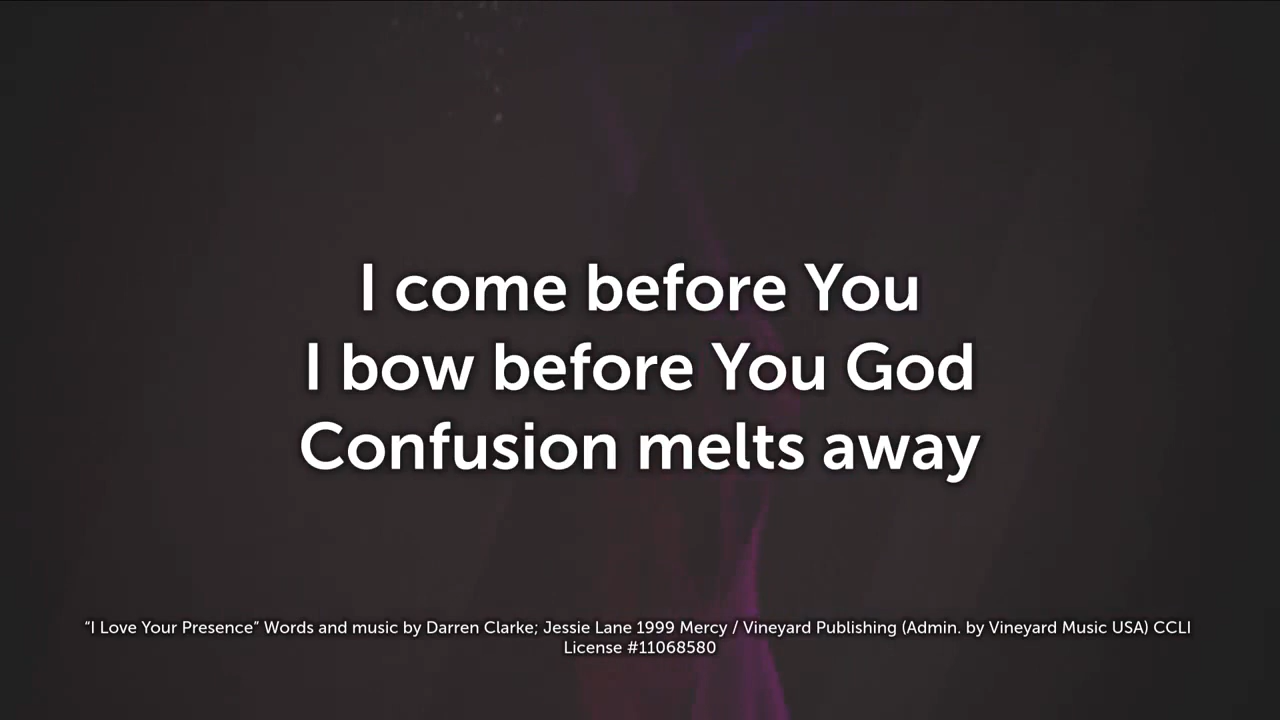 I come before You
I bow before You God
Confusion melts away
“I Love Your Presence” Words and music by Darren Clarke; Jessie Lane 1999 Mercy / Vineyard Publishing (Admin. by Vineyard Music USA) CCLI
License #11068580